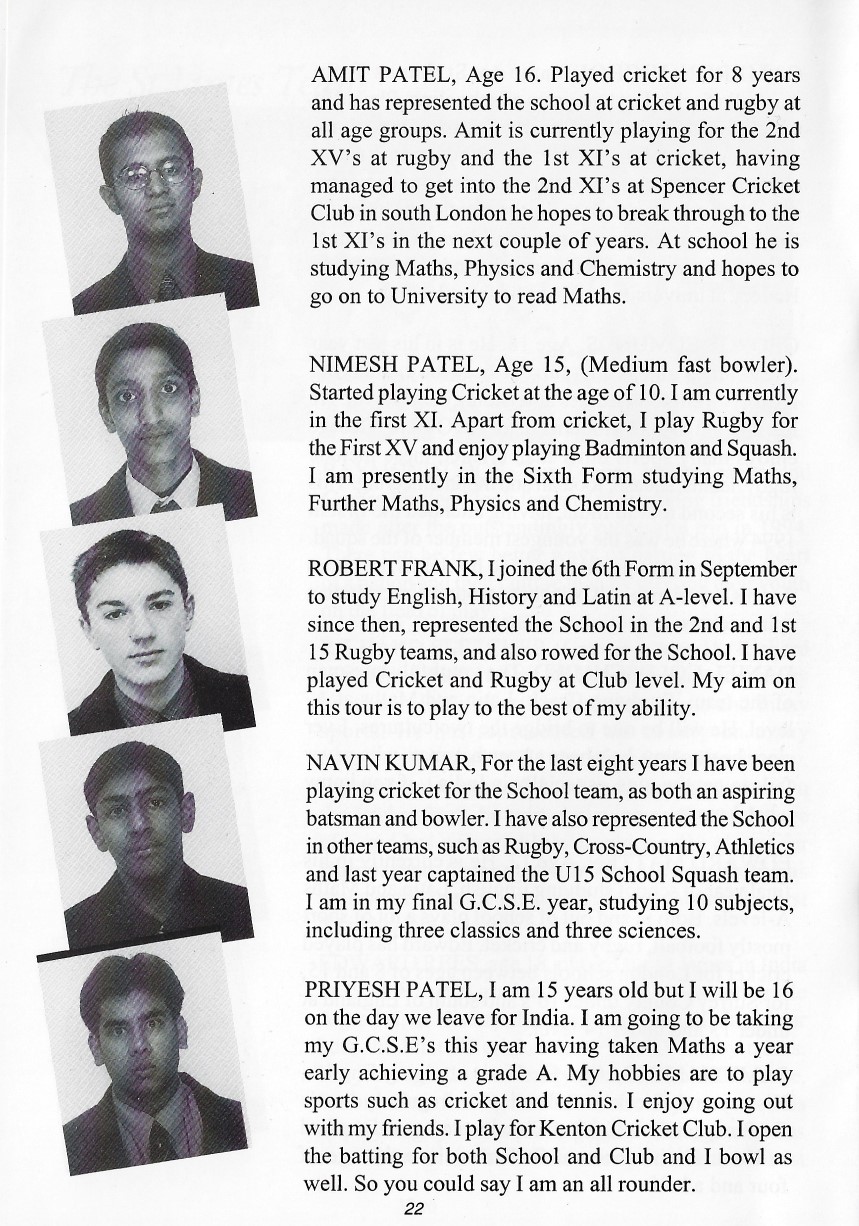 AMIT PATEL, Age 16. Played cricket for 8 years
and has represented the school at cricket and rugby at
all age groups. Amit is currently playing for the 2nd
XV's at rugby and the 1st XI's at cricket, having
managed to get into the 2nd XI's at Spencer Cricket
Club in south London he hopes to break through to the
1st XI's in the next couple of years. At school he is
studying Maths, Physics and Chemistry and hopes to
go on to University to read Maths.
NIMESH PATEL, Age 15, (Medium fast bowler).
Started playing Cricket at the age of 10. I am currently
in the first XI. Apart from cricket, I play Rugby for
the First XV and enjoy playing Badminton and Squash.
I am presently in the Sixth Form studying Maths,
Further Maths, Physics and Chemistry.
ROBERT FRANK, I joined the 6th Form in September
to study English, History and Latin at A-level. I have
since then, represented the School in the 2nd and 1st
15 Rugby teams, and also rowed for the School. I have
played Cricket and Rugby at Club level. My aim on
this tour is to play to the best of my ability.
NAVIN KUMAR, For the last eight years I have been
playing cricket for the School team, as both an aspiring
batsman and bowler. I have also represented the School
in other teams, such as Rugby, Cross-Country, Athletics
and last year captained the U15 School Squash team.
I am in my final G.C.S.E. year, studying 10 subjects,
including three classics and three sciences.
PRIYESH PATEL, I am 15 years old but I will be 16
on the day we leave for India. I am going to be taking
my G.C.S.E's this year having taken Maths a year
early achieving a grade A. My hobbies are to play
sports such as cricket and tennis. I enjoy going out
with my friends. I play for Kenton Cricket Club. I open
the batting for both School and Club and I bowl as
well. So you could say I am an all rounder.
22